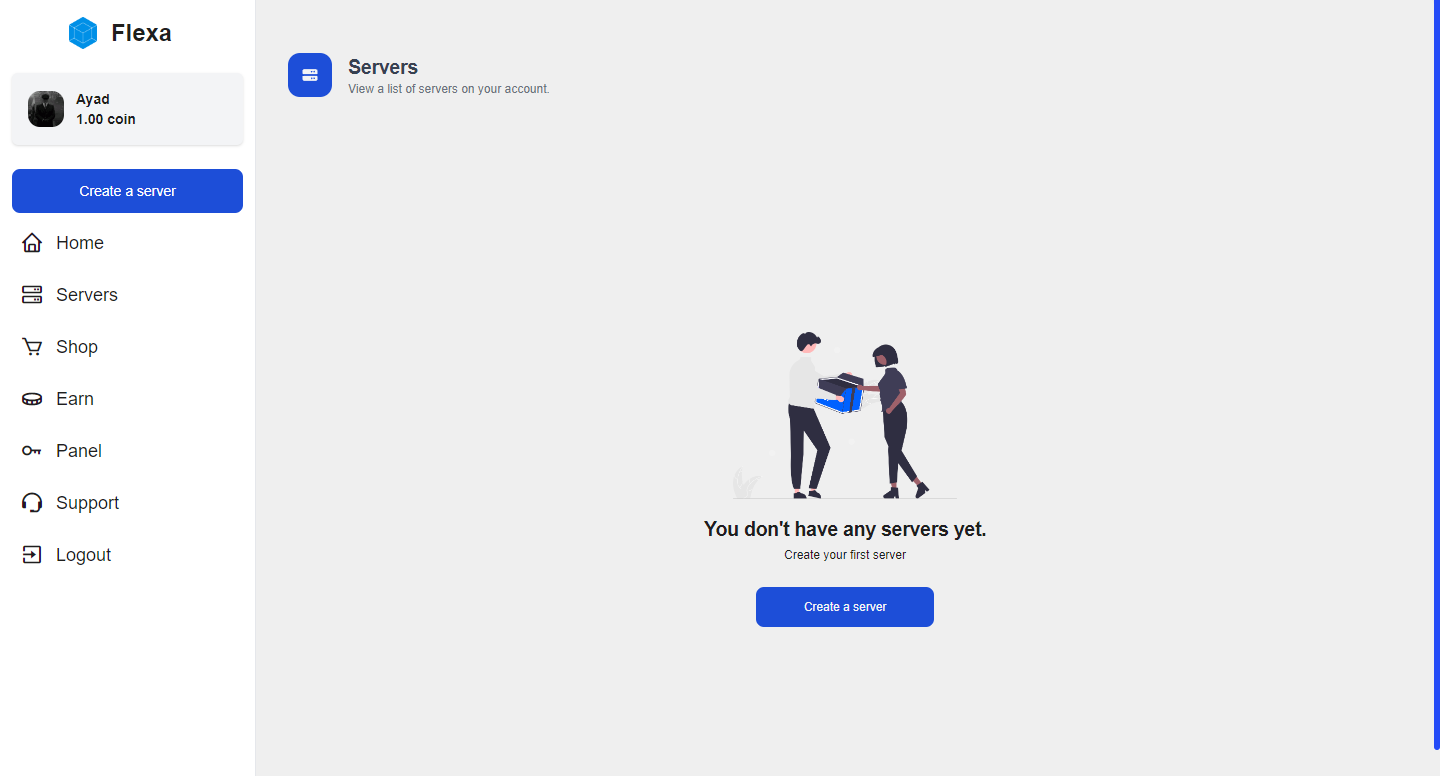 Flexa
Ayad
1.00 coin
Create a server
Home
Servers
Shop
Earn
Panel
Support
Logout
Servers
View a list of servers on your account.
You don't have any servers yet.
Create your first server
Create a server